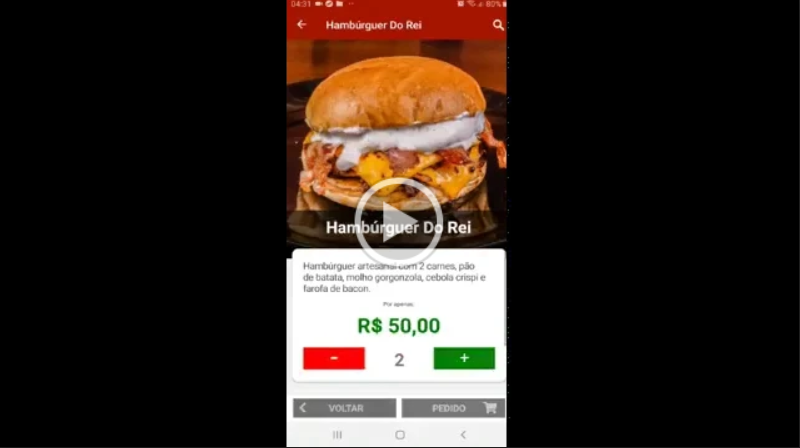 04:31
80%
Hambúrguer Do Rei
Hambúrguer Do Rei
Hambúrguer artesanal com 2 carnes, pão
de batata, molho gorgonzola, cebola crispi e
farofa de bacon.
Por apenas:
R$ 50,00
- 2 +
VOLTAR PEDIDO